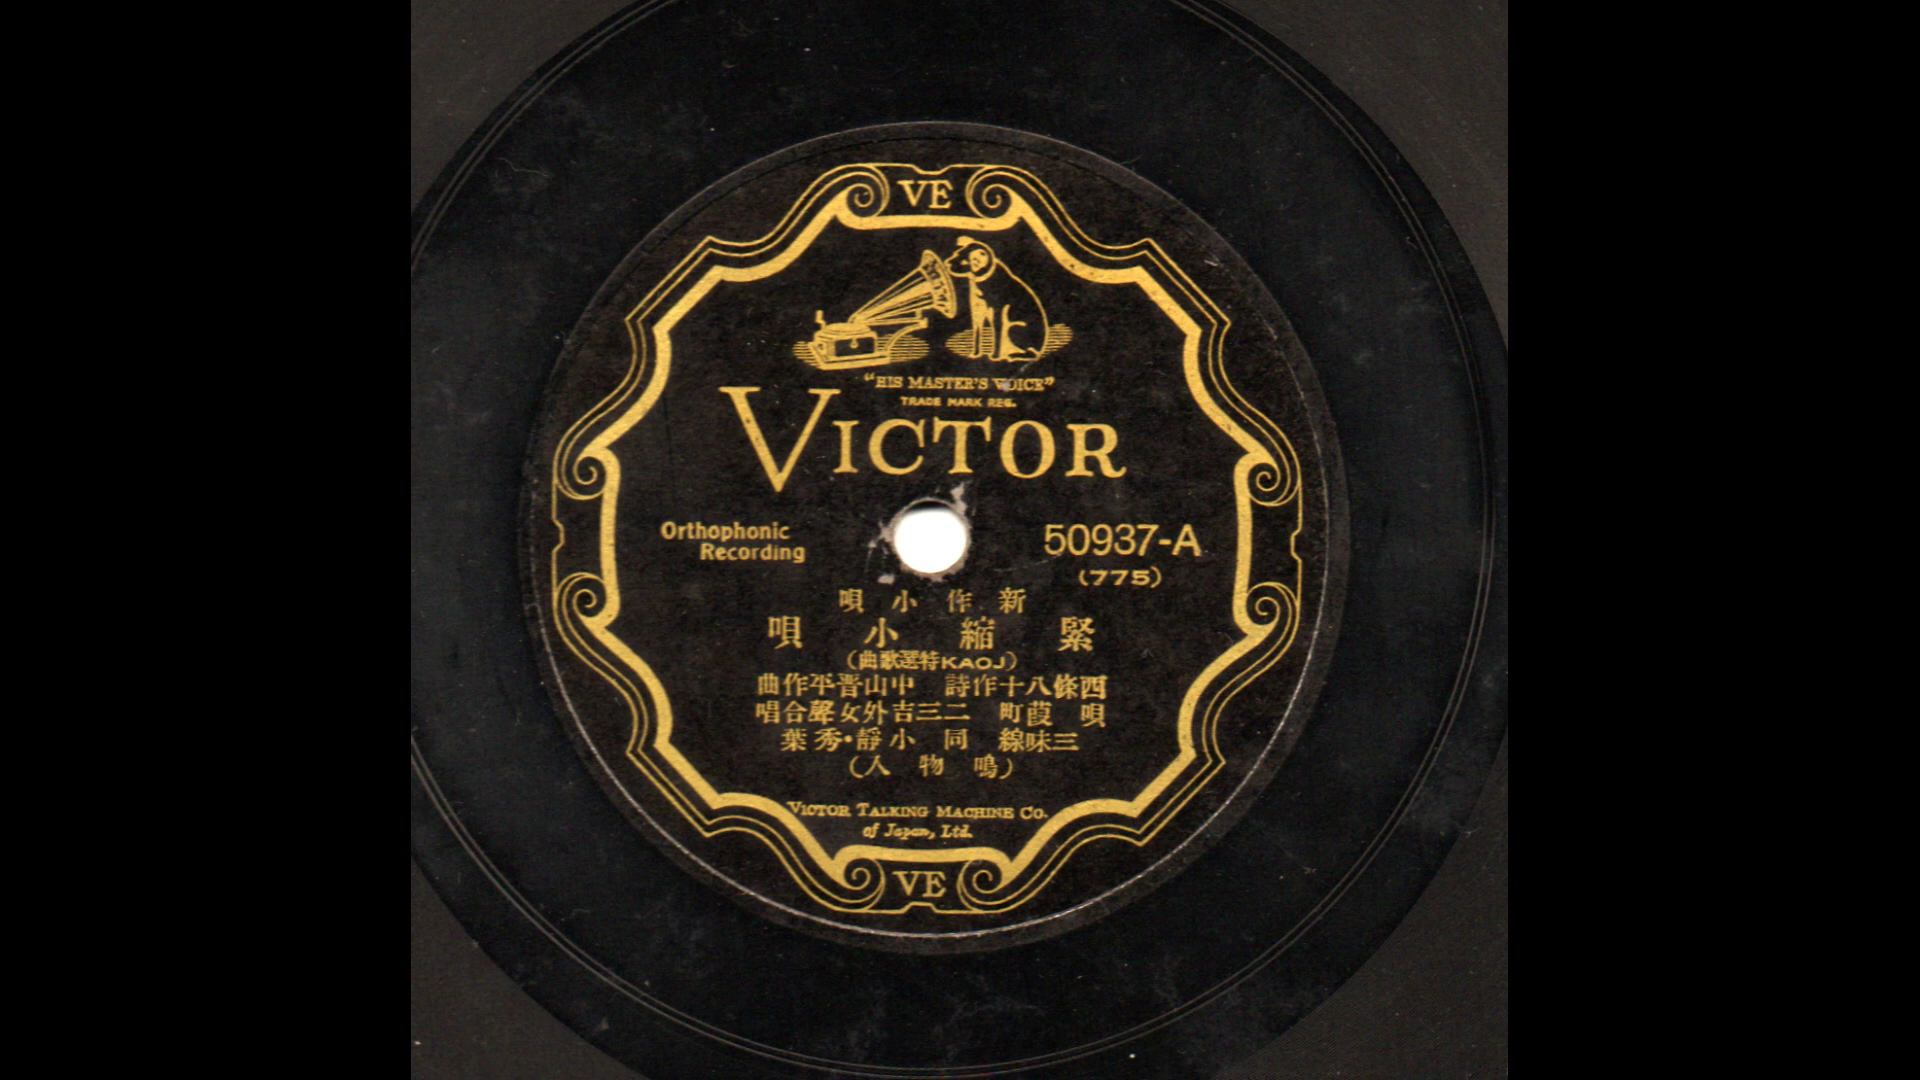 VE
"HIS MASTER'S VOICE"
TRADE MARK REG.
VICTOR
Orthophonic
Recording
50937-A
(775)
新作小唄
緊縮小唄
(JOAK特選歌曲)
西條八十作詩 中山晋平作曲
唄 葭町 二三吉外女聲合唱
三味線 同 小靜・秀葉
(鳴物入)
VICTOR TALKING MACHINE CO.
of Japan, Ltd.
VE